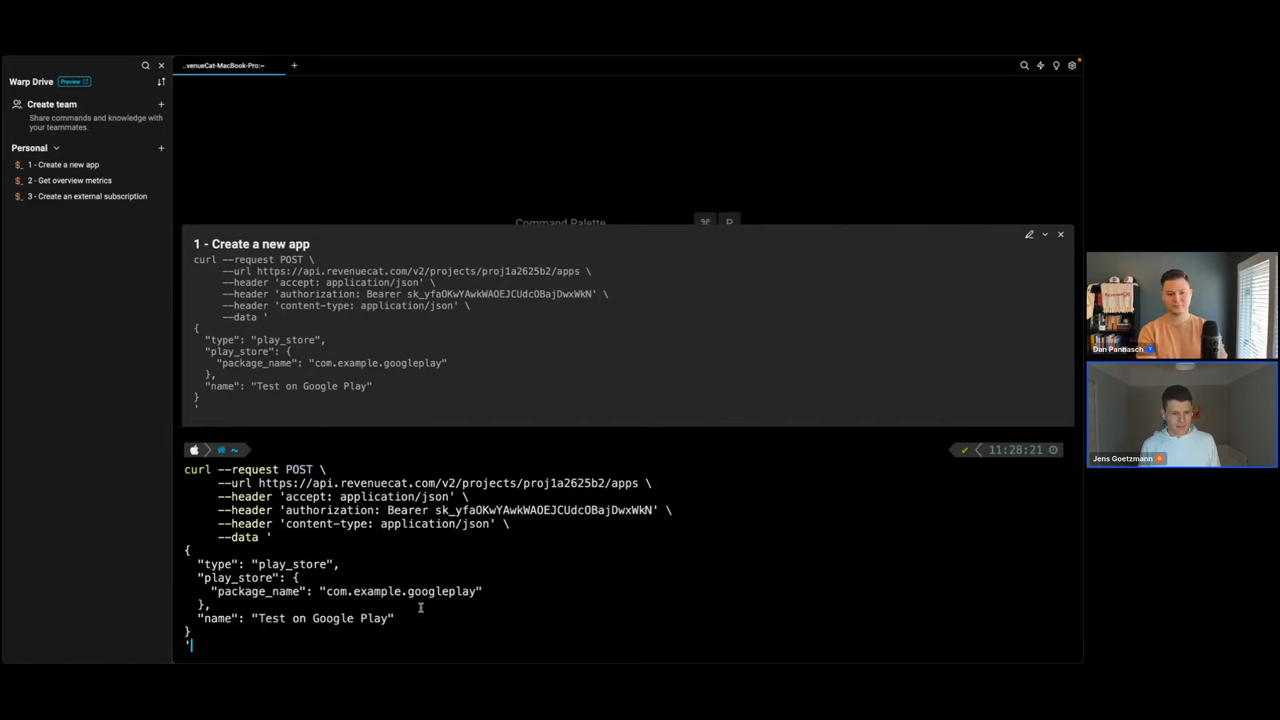 ..venueCat-MacBook-Pro:~
Warp Drive Preview
Create team
Share commands and knowledge with
your teammates.
Personal
1 - Create a new app
2 - Get overview metrics
3 - Create an external subscription
Command Palette ⌘ P
1 - Create a new app
curl --request POST \
--url https://api.revenuecat.com/v2/projects/proj1a2625b2/apps \
--header 'accept: application/json' \
--header 'authorization: Bearer sk_yfaOKwYAwkWAOEJCUdcOBajDwxWkN' \
--header 'content-type: application/json' \
--data '
{
"type": "play_store",
"play_store": {
"package_name": "com.example.googleplay"
},
"name": "Test on Google Play"
}
'
~ ✔ 11:28:21
curl --request POST \
--url https://api.revenuecat.com/v2/projects/proj1a2625b2/apps \
--header 'accept: application/json' \
--header 'authorization: Bearer sk_yfaOKwYAwkWAOEJCUdcOBajDwxWkN' \
--header 'content-type: application/json' \
--data '
{
"type": "play_store",
"play_store": {
"package_name": "com.example.googleplay"
},
"name": "Test on Google Play"
}
'
Dan Pannasch
Jens Goetzmann